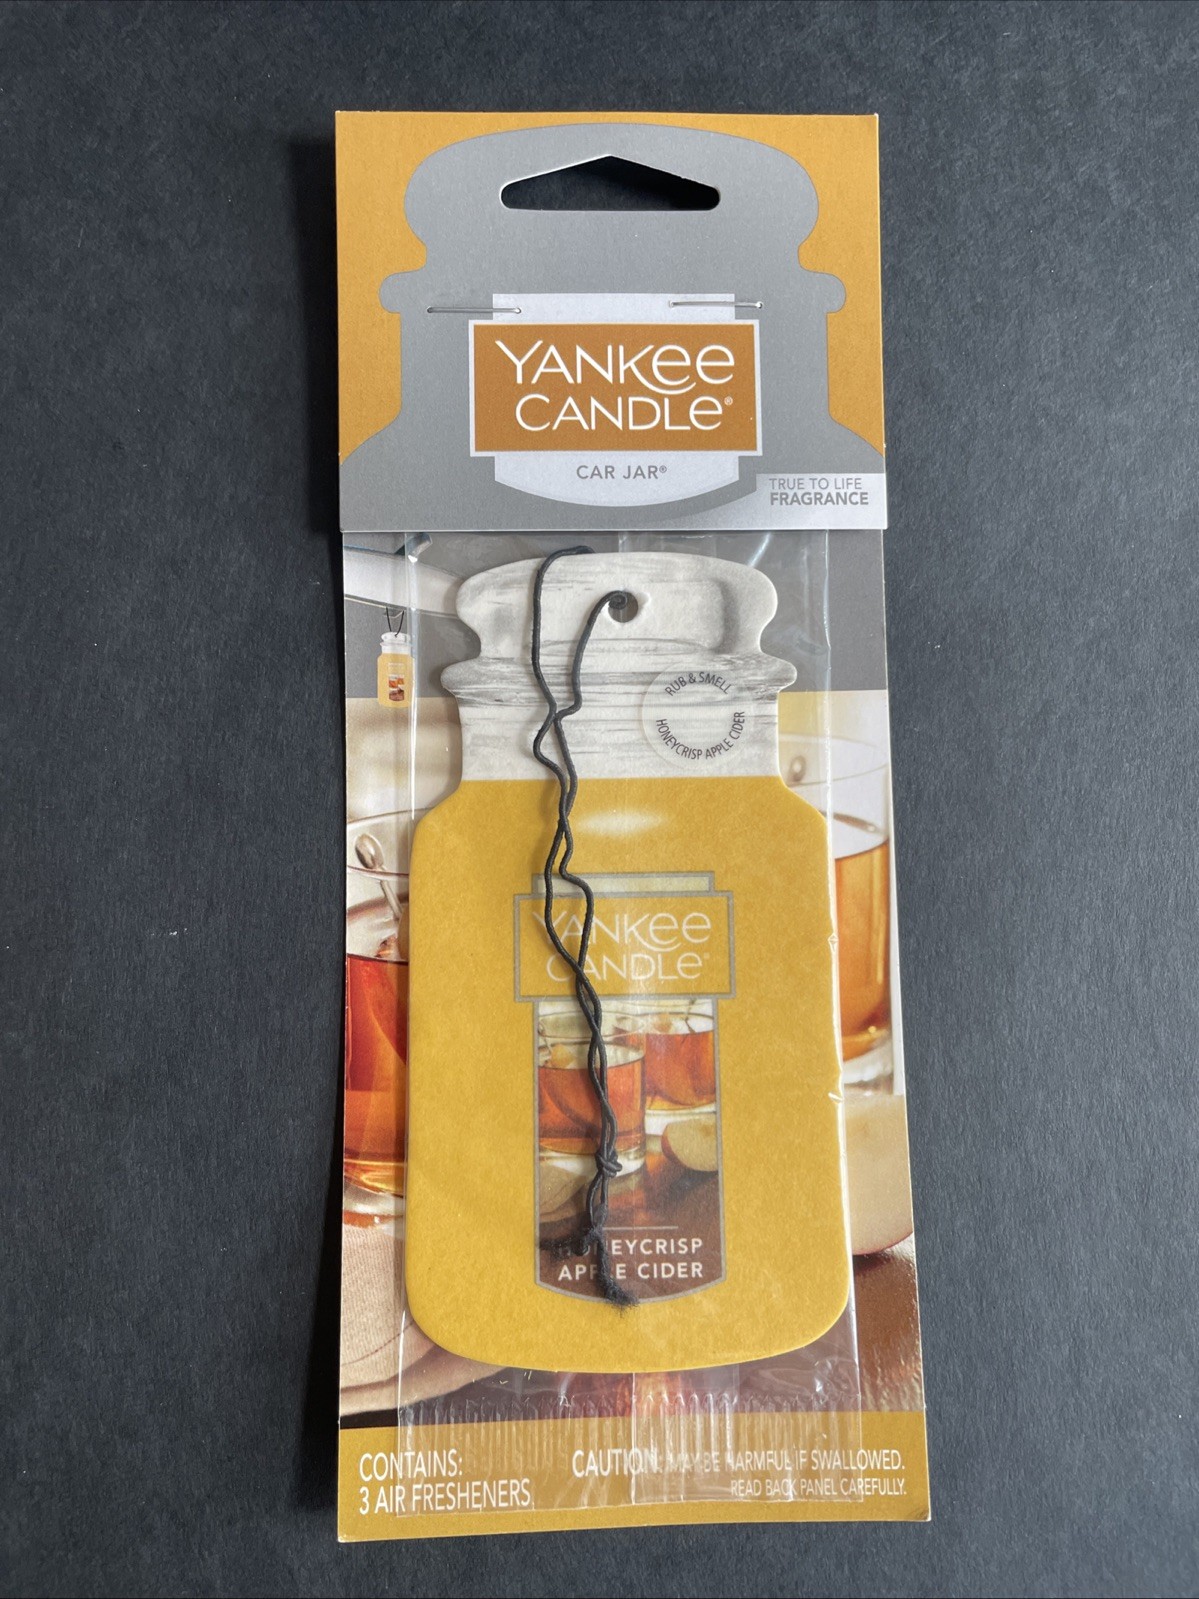 YANKEE
CANDLE®
CAR JAR®
TRUE TO LIFE
FRAGRANCE
RUB & SMELL
HONEYCRISP APPLE CIDER
YANKEE
CANDLE®
HONEYCRISP
APPLE CIDER
CONTAINS:
3 AIR FRESHENERS
CAUTION: MAY BE HARMFUL IF SWALLOWED.
READ BACK PANEL CAREFULLY.